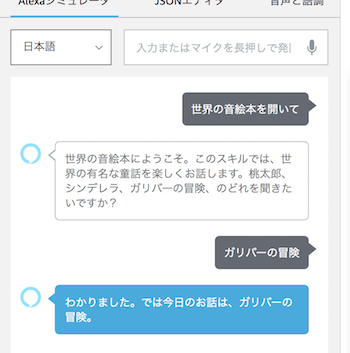 Alexaシミュレータ JSONエディタ 音声と語調
日本語 入力またはマイクを長押しで発
世界の音絵本を開いて
世界の音絵本にようこそ。このスキルでは、世
界の有名な童話を楽しくお話します。桃太郎、
シンデレラ、ガリバーの冒険、のどれを聞きた
いですか？
ガリバーの冒険
わかりました。では今日のお話は、ガリバーの
冒険。